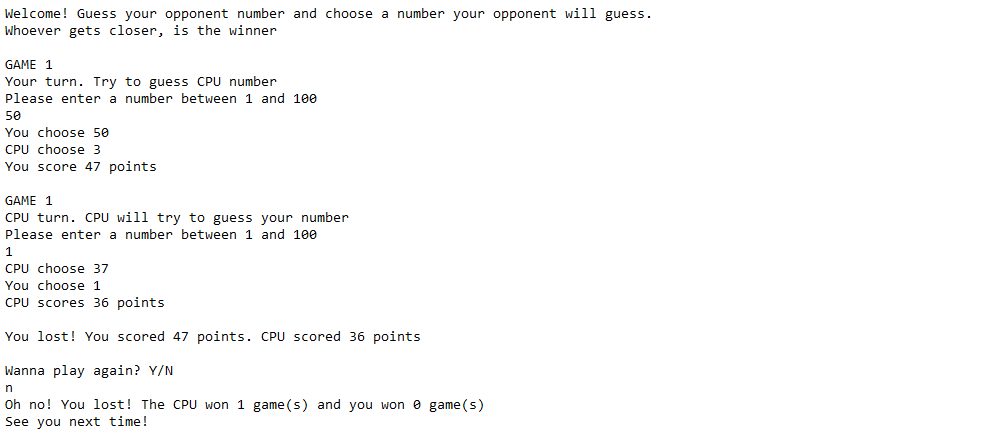 Welcome! Guess your opponent number and choose a number your opponent will guess.
Whoever gets closer, is the winner
GAME 1
Your turn. Try to guess CPU number
Please enter a number between 1 and 100
50
You choose 50
CPU choose 3
You score 47 points
GAME 1
CPU turn. CPU will try to guess your number
Please enter a number between 1 and 100
1
CPU choose 37
You choose 1
CPU scores 36 points
You lost! You scored 47 points. CPU scored 36 points
Wanna play again? Y/N
n
Oh no! You lost! The CPU won 1 game(s) and you won 0 game(s)
See you next time!